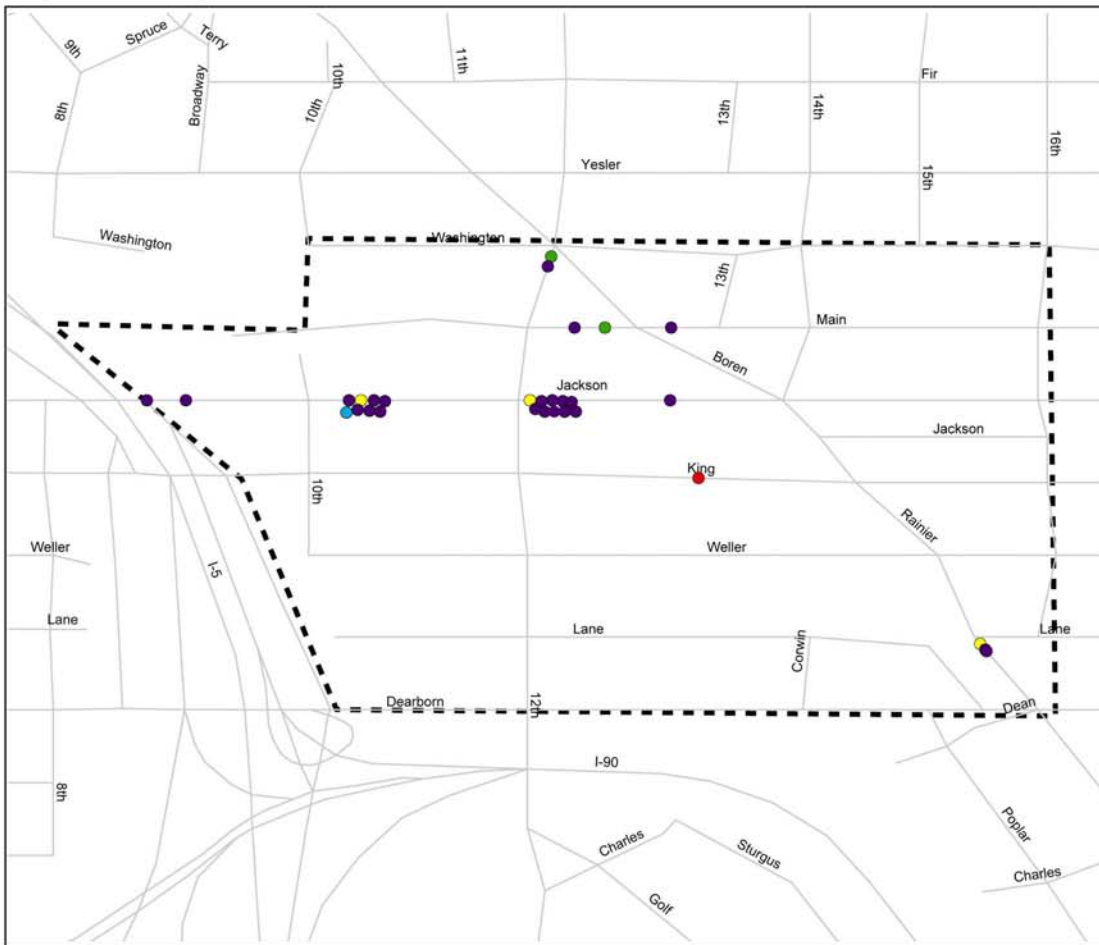 Spruce
Terry
9th
11th
10th
Fir
8th
Broadway
10th
13th
14th
16th
Yesler
15th
Washington
Washington
13th
Main
Boren
Jackson
Jackson
King
10th
Rainier
Weller
Weller
I-5
Lane
Lane
Lane
Corwin
Dearborn
12th
Dean
I-90
8th
Poplar
Charles
Sturgus
Charles
Golf